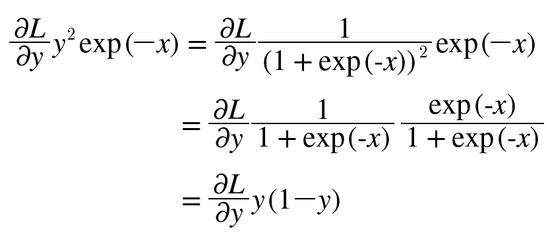 ∂L/∂y y² exp(−x) = ∂L/∂y 1/(1+exp(-x))² exp(−x)
= ∂L/∂y 1/(1+exp(-x)) exp(-x)/(1+exp(-x))
= ∂L/∂y y(1−y)